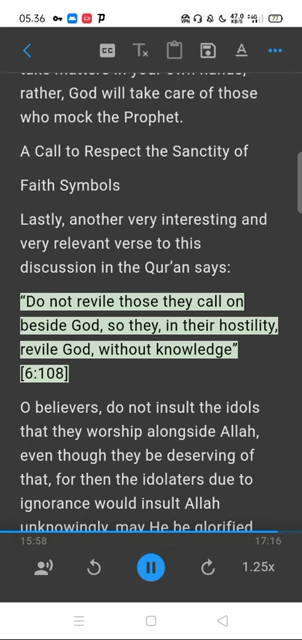 05.36
47.0
KB/S
77
CC
take matters in your own hands,
rather, God will take care of those
who mock the Prophet.
A Call to Respect the Sanctity of
Faith Symbols
Lastly, another very interesting and
very relevant verse to this
discussion in the Qur’an says:
“Do not revile those they call on
beside God, so they, in their hostility,
revile God, without knowledge”
[6:108]
O believers, do not insult the idols
that they worship alongside Allah,
even though they be deserving of
that, for then the idolaters due to
ignorance would insult Allah
unknowingly, may He be glorified
15:58
17:16
1.25x